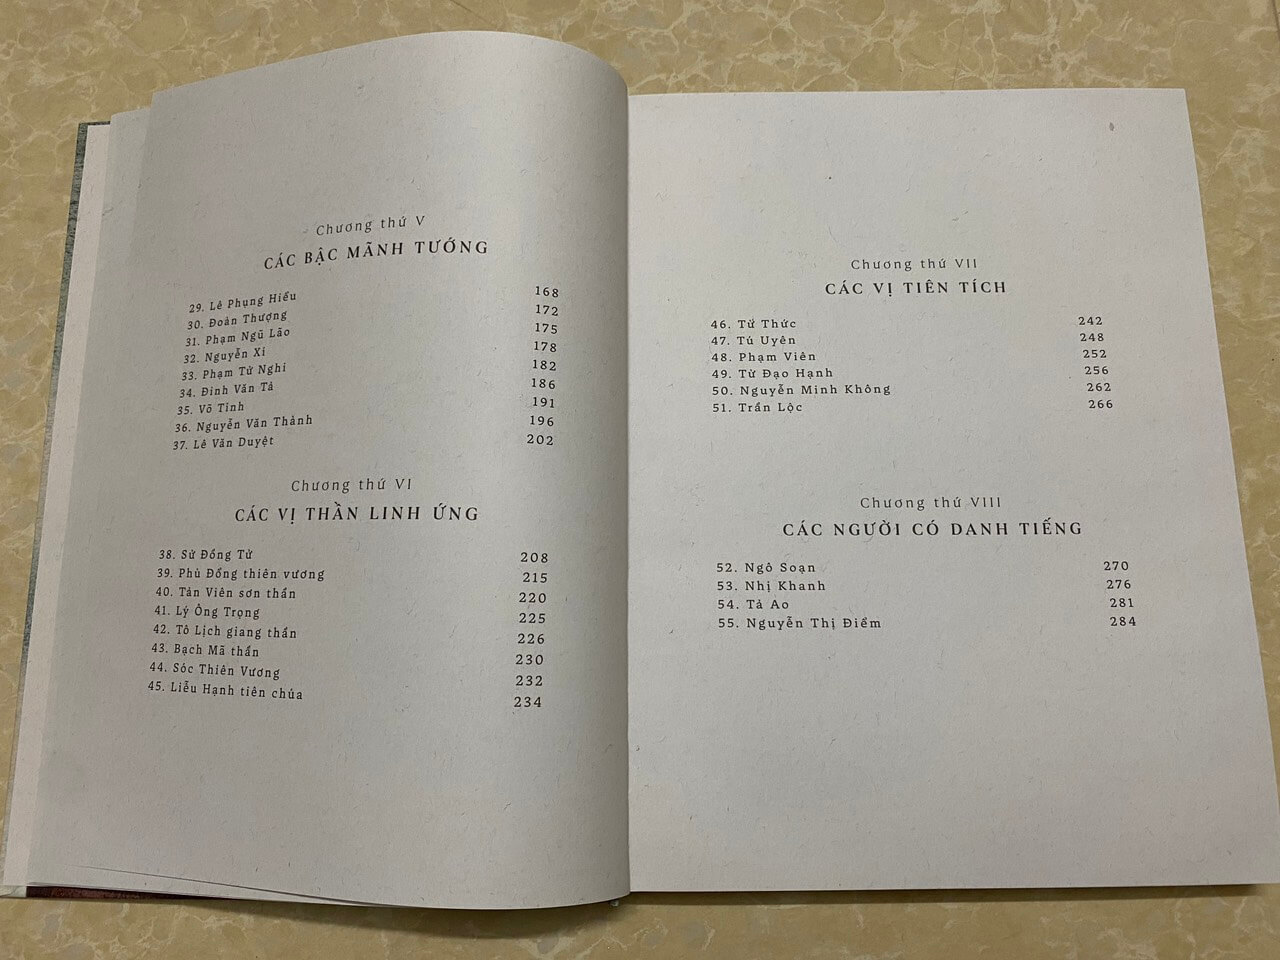 Chương thứ V
CÁC BẬC MÃNH TƯỚNG
29. Lê Phụng Hiểu 168
30. Đoàn Thượng 172
31. Phạm Ngũ Lão 175
32. Nguyễn Xí 178
33. Phạm Tử Nghi 182
34. Đinh Văn Tả 186
35. Võ Tính 191
36. Nguyễn Văn Thành 196
37. Lê Văn Duyệt 202
Chương thứ VI
CÁC VỊ THẦN LINH ỨNG
38. Sử Đồng Tử 208
39. Phù Đổng thiên vương 215
40. Tản Viên sơn thần 220
41. Lý Ông Trọng 225
42. Tô Lịch giang thần 226
43. Bạch Mã thần 230
44. Sóc Thiên Vương 232
45. Liễu Hạnh tiên chúa 234
Chương thứ VII
CÁC VỊ TIÊN TÍCH
46. Từ Thức 242
47. Tú Uyên 248
48. Phạm Viên 252
49. Từ Đạo Hạnh 256
50. Nguyễn Minh Không 262
51. Trần Lộc 266
Chương thứ VIII
CÁC NGƯỜI CÓ DANH TIẾNG
52. Ngô Soạn 270
53. Nhị Khanh 276
54. Tả Ao 281
55. Nguyễn Thị Điểm 284